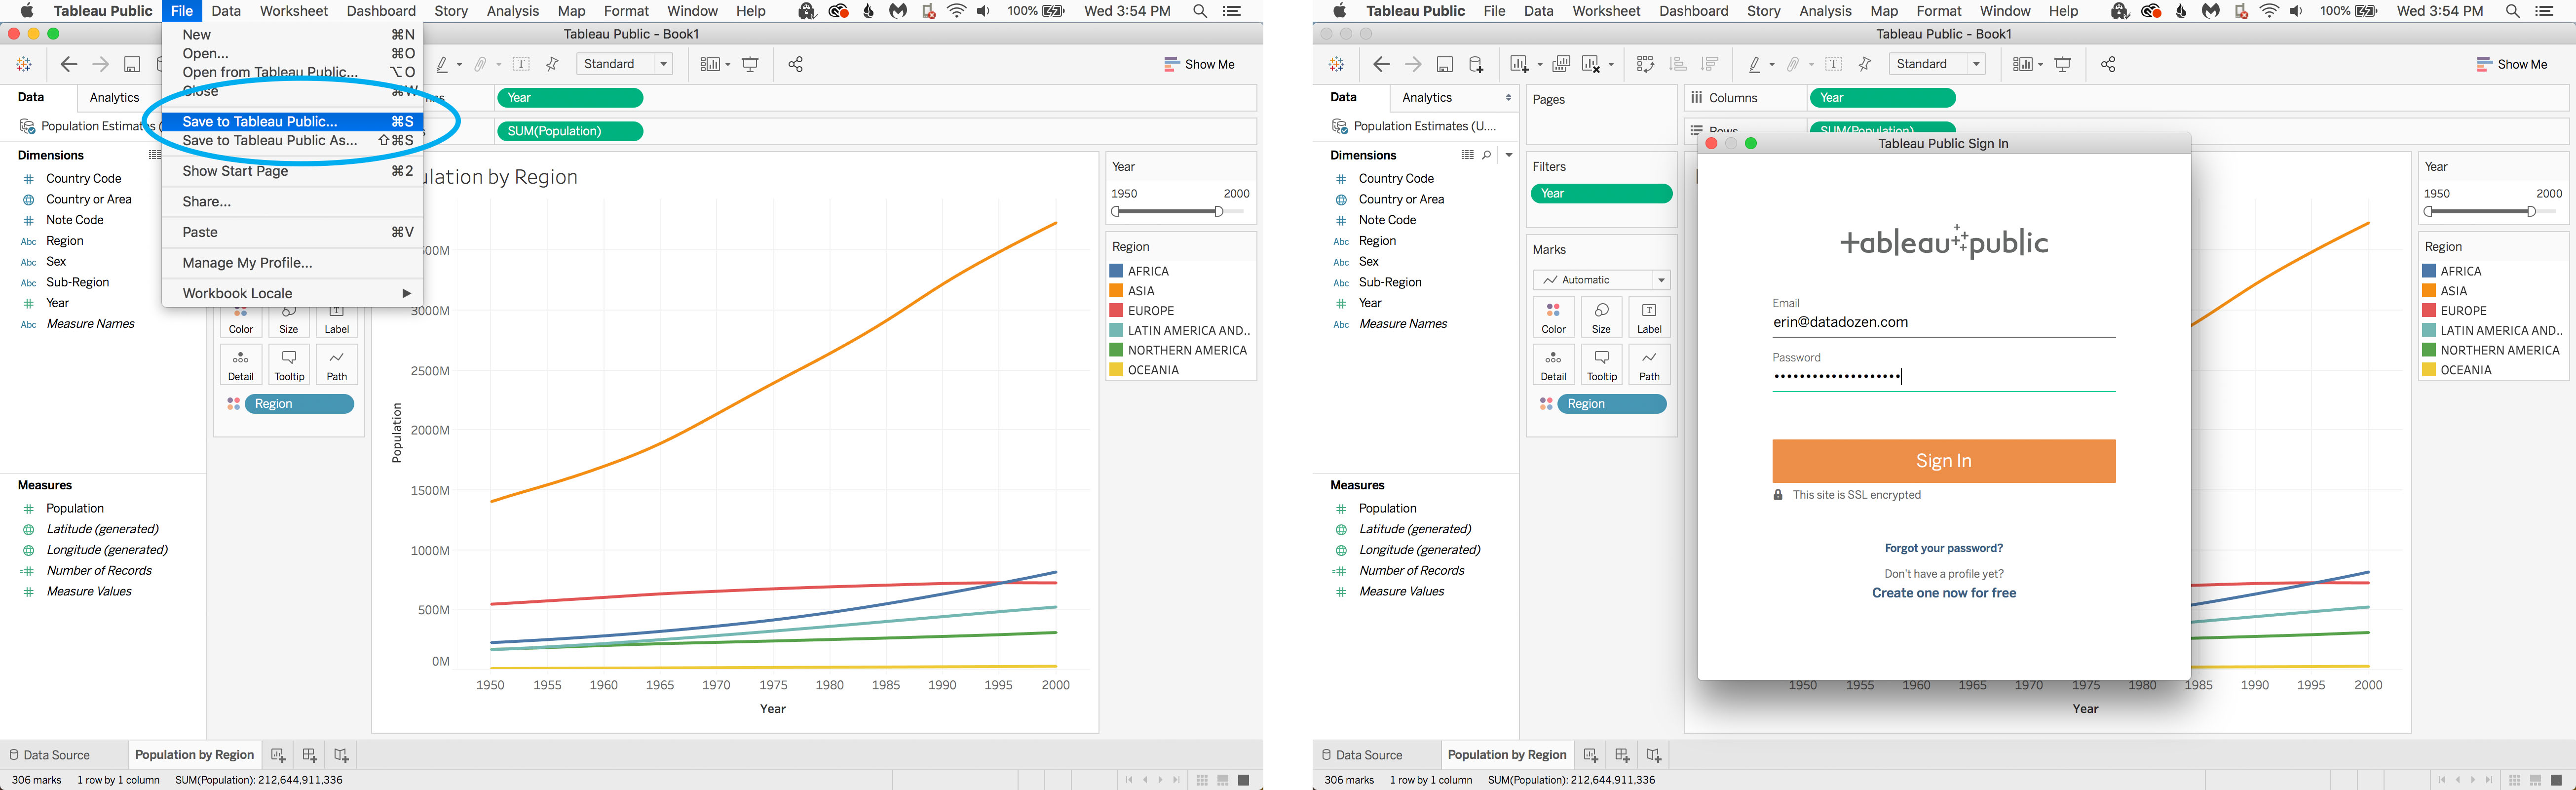 Tableau Public File Data Worksheet Dashboard Story Analysis Map Format Window Help 100% Wed 3:54 PM
Tableau Public - Book1
New ⌘N
Open... ⌘O
Open from Tableau Public... ⌥O
Close ⌘W
Save to Tableau Public... ⌘S
Save to Tableau Public As... ⇧⌘S
Show Start Page ⌘2
Share...
Paste ⌘V
Manage My Profile...
Workbook Locale
Standard
Show Me
Data Analytics
Population Estimates (
Dimensions
Country Code
Country or Area
Note Code
Abc Region
Abc Sex
Abc Sub-Region
Year
Abc Measure Names
Measures
Population
Latitude (generated)
Longitude (generated)
Number of Records
Measure Values
Color Size Label
Detail Tooltip Path
Region
Year
SUM(Population)
ulation by Region
Population
3000M
2500M
2000M
1500M
1000M
500M
0M
1950 1955 1960 1965 1970 1975 1980 1985 1990 1995 2000
Year
Year
1950 2000
Region
AFRICA
ASIA
EUROPE
LATIN AMERICA AND..
NORTHERN AMERICA
OCEANIA
Data Source Population by Region
306 marks 1 row by 1 column SUM(Population): 212,644,911,336
Tableau Public File Data Worksheet Dashboard Story Analysis Map Format Window Help 100% Wed 3:54 PM
Tableau Public - Book1
Standard
Show Me
Data Analytics
Population Estimates (U....
Dimensions
Country Code
Country or Area
Note Code
Abc Region
Abc Sex
Abc Sub-Region
Year
Abc Measure Names
Measures
Population
Latitude (generated)
Longitude (generated)
Number of Records
Measure Values
Pages
Filters
Year
Marks
Automatic
Color Size Label
Detail Tooltip Path
Region
Columns Year
Rows SUM(Population)
Tableau Public Sign In
tableau public
Email
erin@datadozen.com
Password
Sign In
This site is SSL encrypted
Forgot your password?
Don't have a profile yet?
Create one now for free
1950 1955 1960 1965 1970 1975 1980 1985 1990 1995 2000
Year
Year
1950 2000
Region
AFRICA
ASIA
EUROPE
LATIN AMERICA AND..
NORTHERN AMERICA
OCEANIA
Data Source Population by Region
306 marks 1 row by 1 column SUM(Population): 212,644,911,336